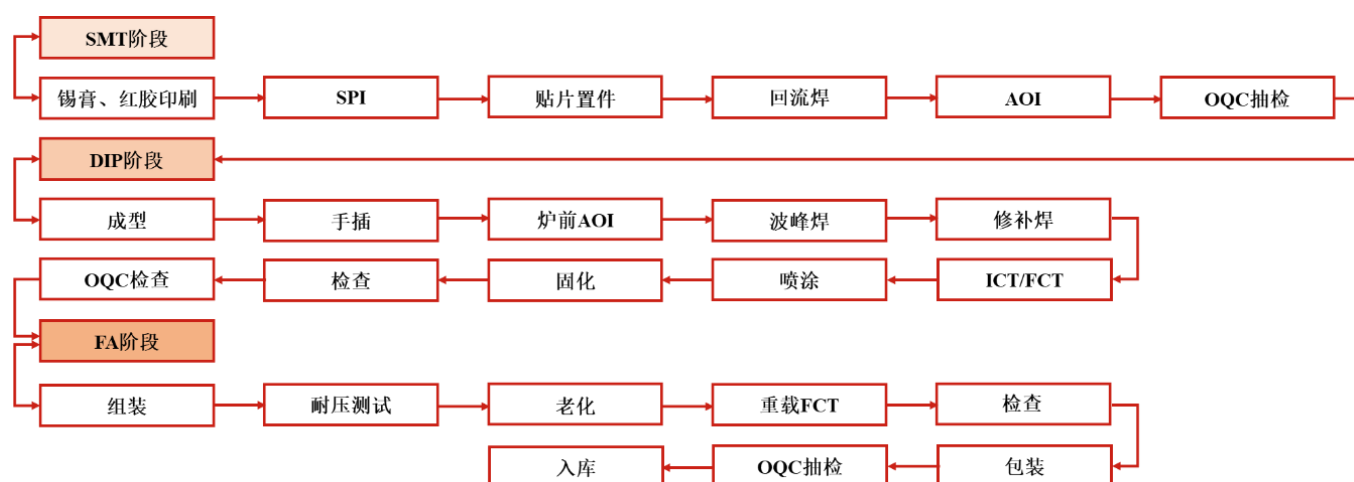 SMT阶段
锡膏、红胶印刷
SPI
贴片置件
回流焊
AOI
OQC抽检
DIP阶段
成型
手插
炉前AOI
波峰焊
修补焊
OQC检查
检查
固化
喷涂
ICT/FCT
FA阶段
组装
耐压测试
老化
重载FCT
检查
入库
OQC抽检
包装